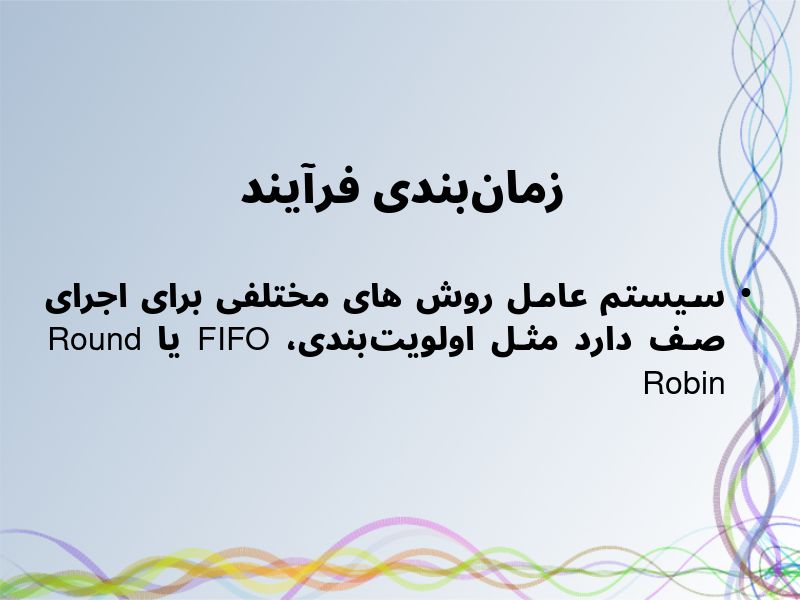 زمان‌بندی فرآیند
• سیستم عامل روش های مختلفی برای اجرای
صف دارد مثل اولویت‌بندی، FIFO یا Round
Robin